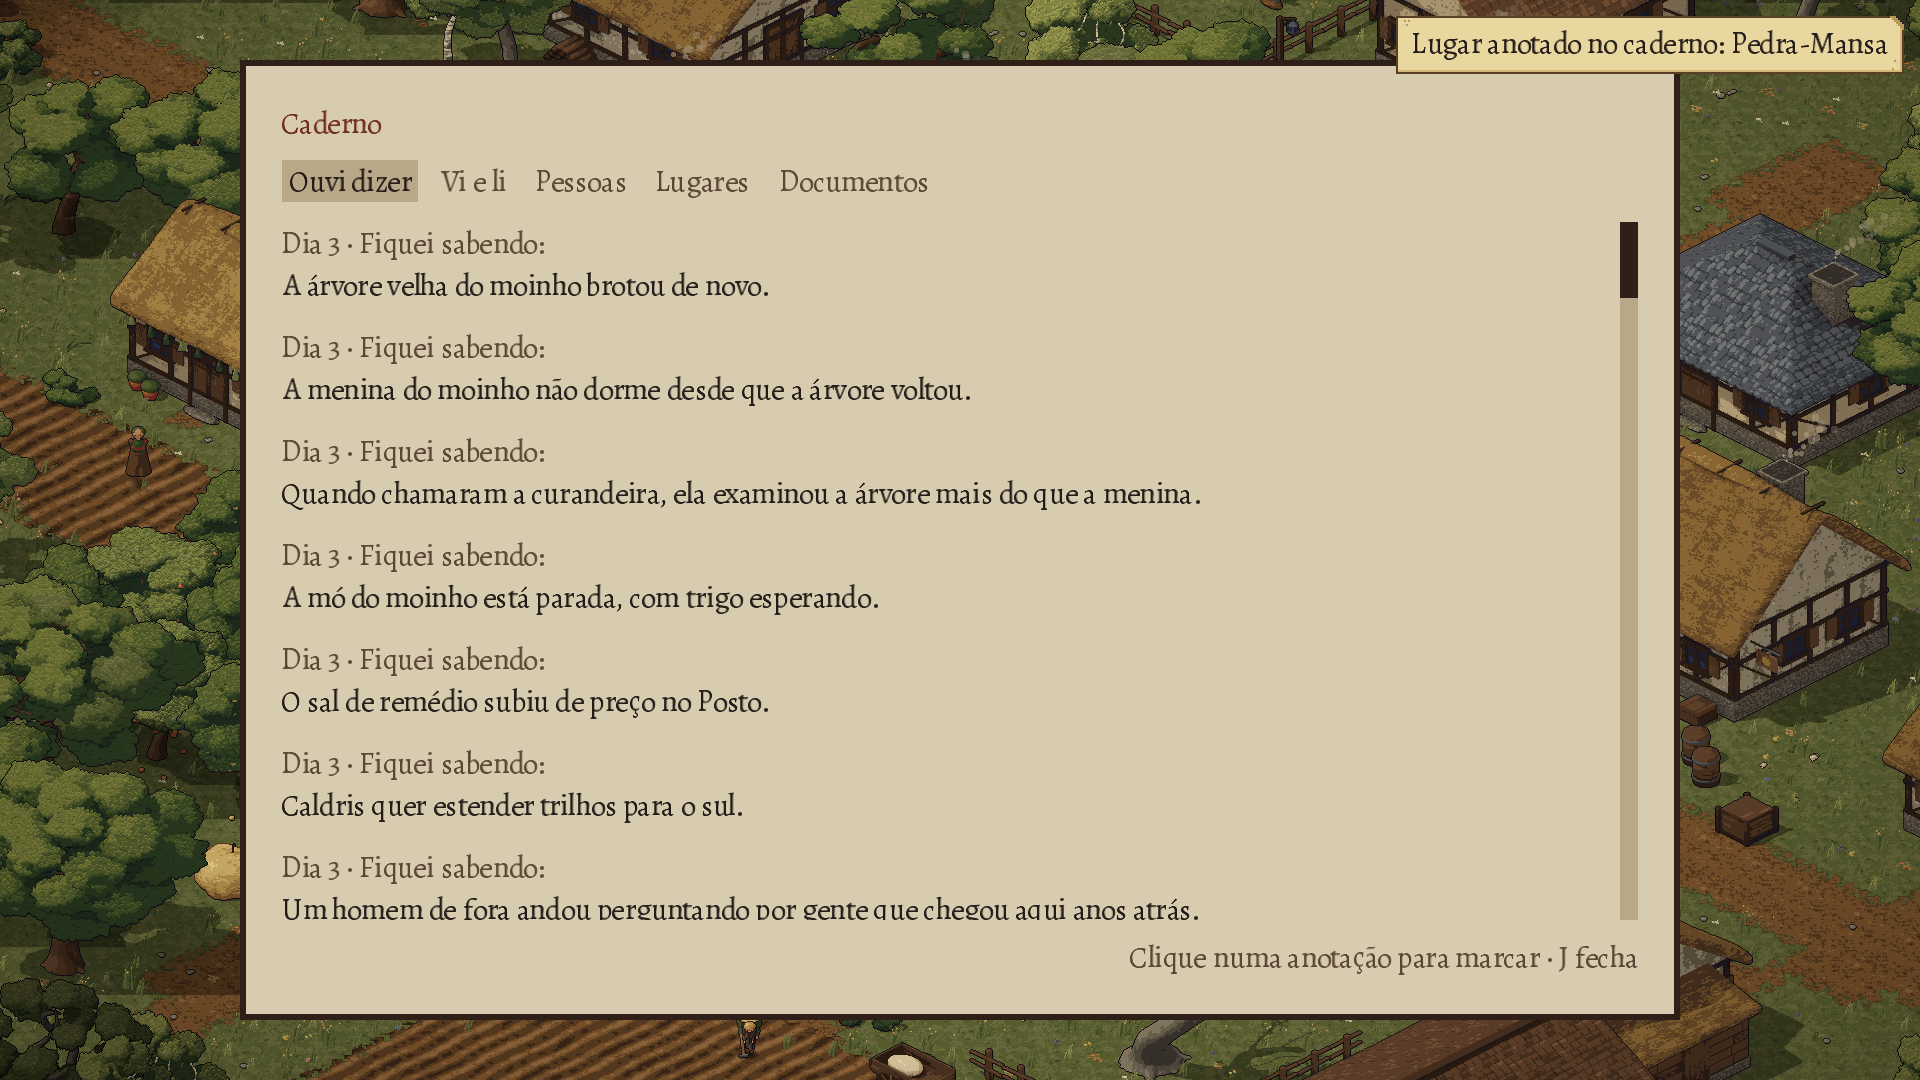 Lugar anotado no caderno: Pedra-Mansa
Caderno
Ouvi dizer Vi e li Pessoas Lugares Documentos
Dia 3 · Fiquei sabendo:
A árvore velha do moinho brotou de novo.
Dia 3 · Fiquei sabendo:
A menina do moinho não dorme desde que a árvore voltou.
Dia 3 · Fiquei sabendo:
Quando chamaram a curandeira, ela examinou a árvore mais do que a menina.
Dia 3 · Fiquei sabendo:
A mó do moinho está parada, com trigo esperando.
Dia 3 · Fiquei sabendo:
O sal de remédio subiu de preço no Posto.
Dia 3 · Fiquei sabendo:
Caldris quer estender trilhos para o sul.
Dia 3 · Fiquei sabendo:
Um homem de fora andou perguntando por gente que chegou aqui anos atrás.
Clique numa anotação para marcar · J fecha